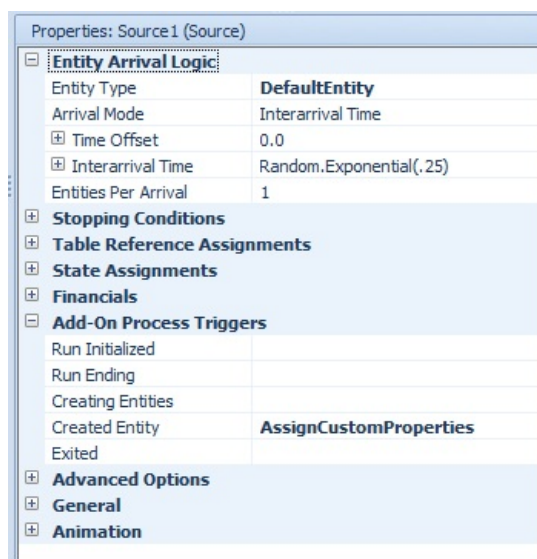 Properties: Source1 (Source)
Entity Arrival Logic
Entity Type DefaultEntity
Arrival Mode Interarrival Time
Time Offset 0.0
Interarrival Time Random.Exponential(.25)
Entities Per Arrival 1
Stopping Conditions
Table Reference Assignments
State Assignments
Financials
Add-On Process Triggers
Run Initialized
Run Ending
Creating Entities
Created Entity AssignCustomProperties
Exited
Advanced Options
General
Animation